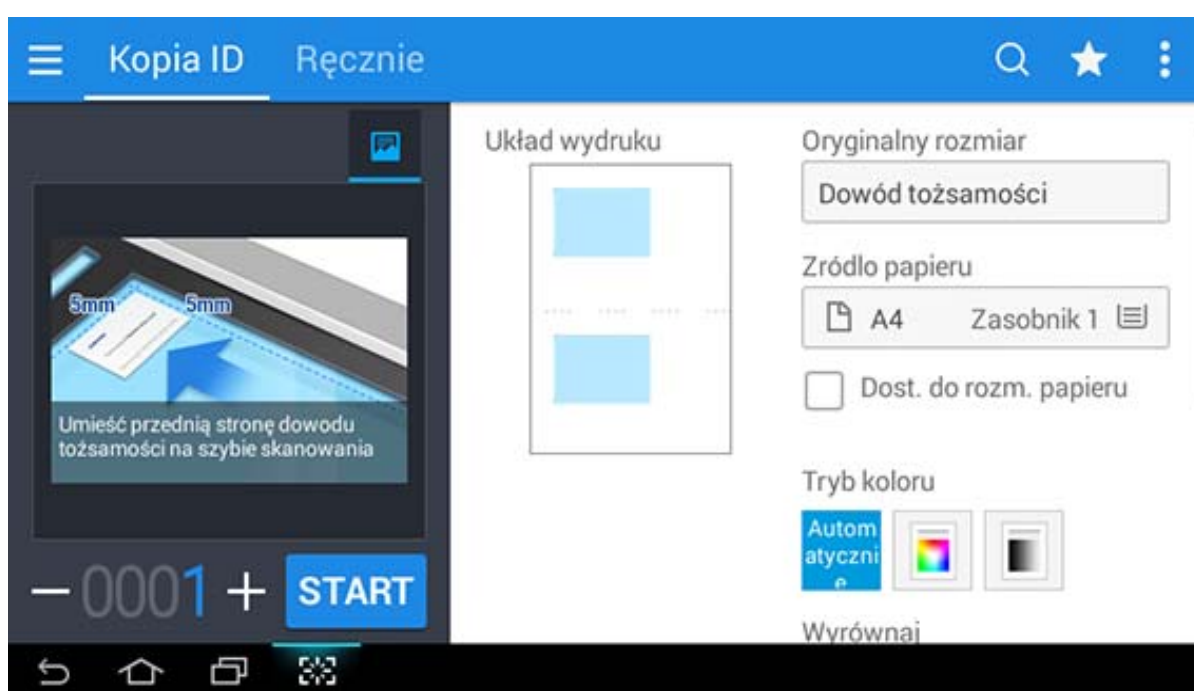 Kopia ID
Ręcznie
5mm
5mm
Umieść przednią stronę dowodu
tożsamości na szybie skanowania
0001
START
Układ wydruku
Oryginalny rozmiar
Dowód tożsamości
Zródlo papieru
A4 Zasobnik 1
Dost. do rozm. papieru
Tryb koloru
Autom
atyczni
e
Wyrównaj